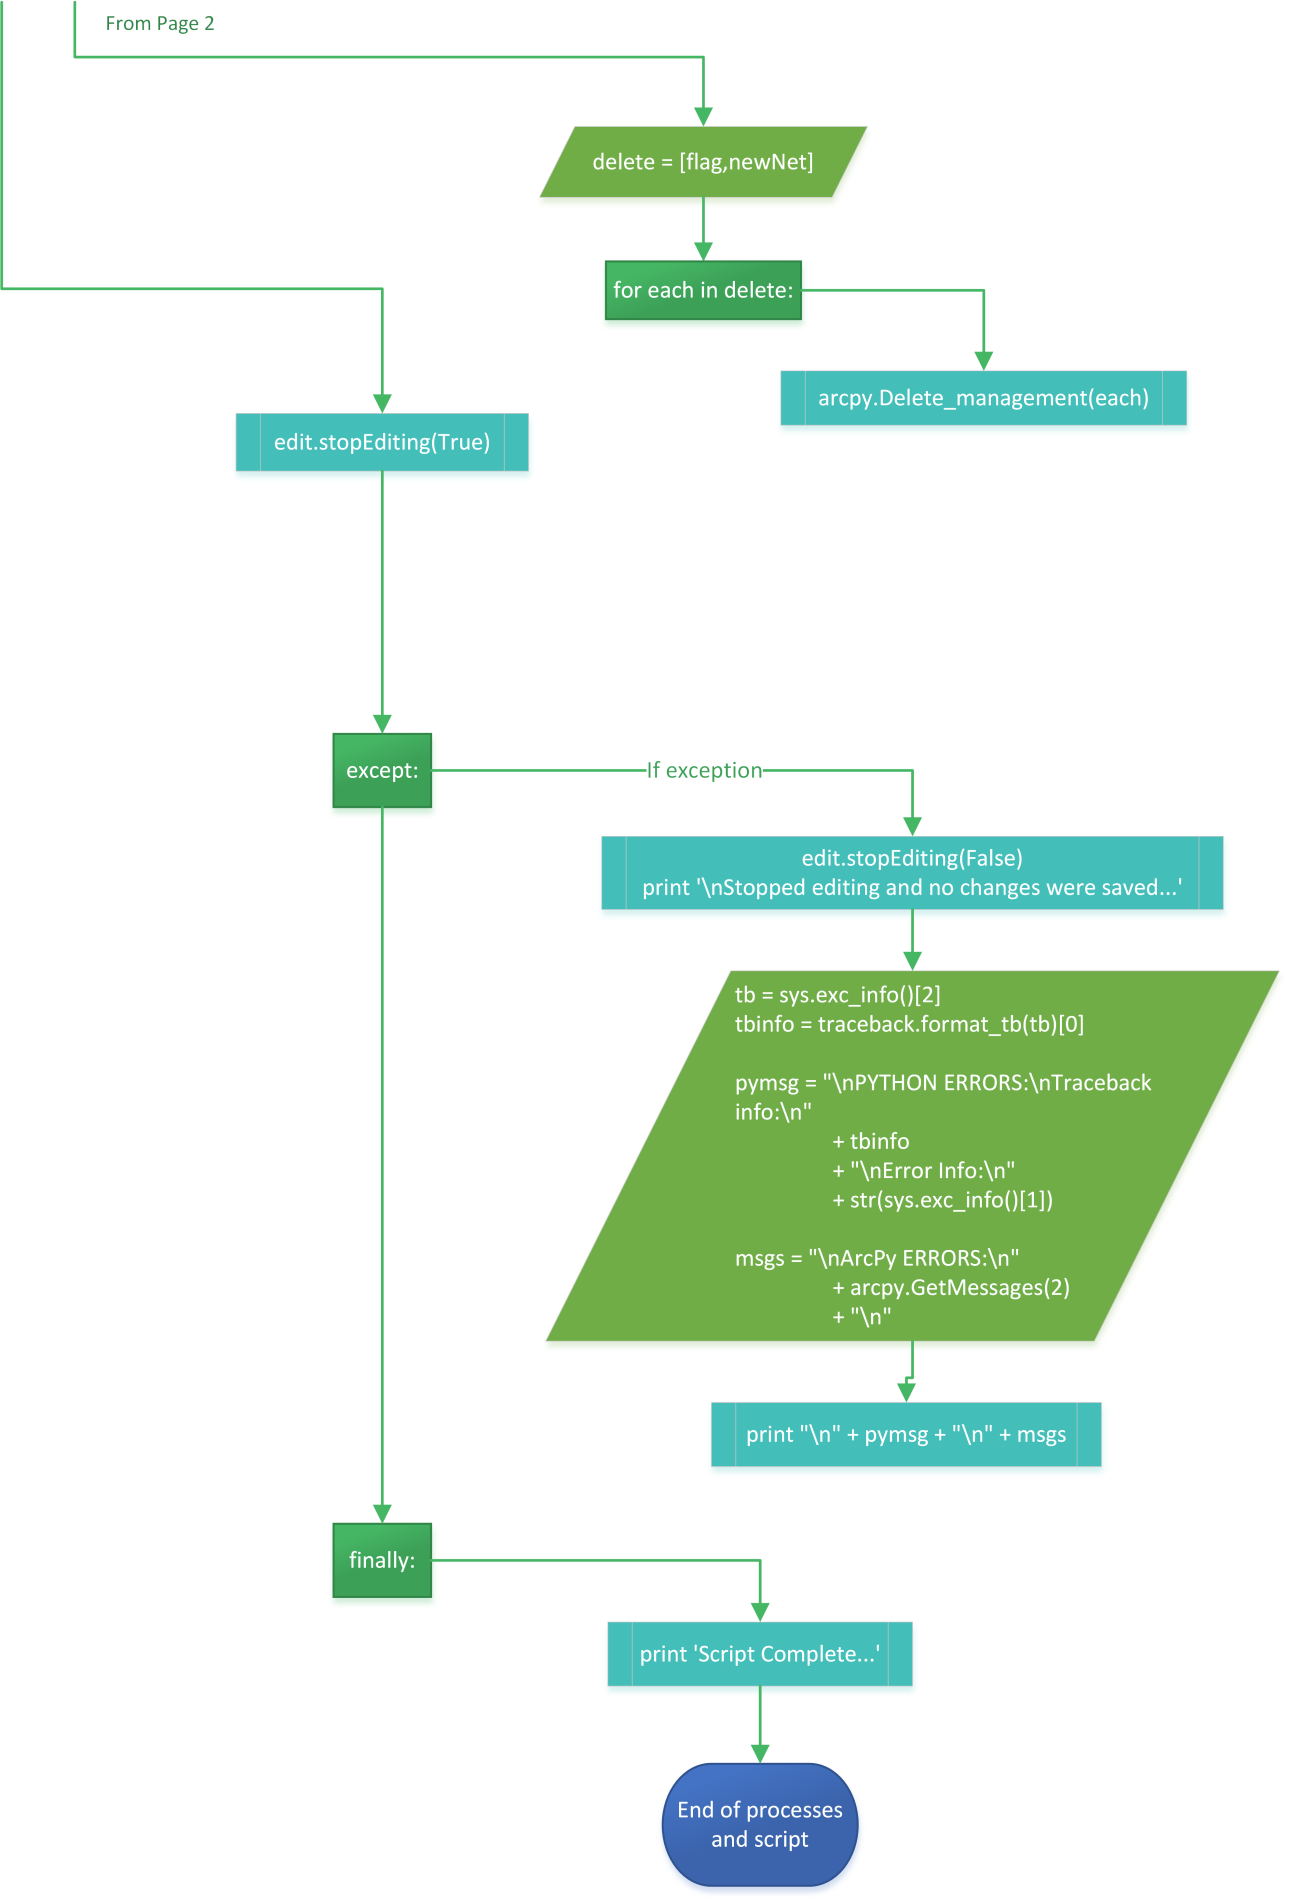 From Page 2
delete = [flag,newNet]
for each in delete:
arcpy.Delete_management(each)
edit.stopEditing(True)
except:
If exception
edit.stopEditing(False)
print '\nStopped editing and no changes were saved...'
tb = sys.exc_info()[2]
tbinfo = traceback.format_tb(tb)[0]
pymsg = "\nPYTHON ERRORS:\nTraceback
info:\n"
+ tbinfo
+ "\nError Info:\n"
+ str(sys.exc_info()[1])
msgs = "\nArcPy ERRORS:\n"
+ arcpy.GetMessages(2)
+ "\n"
print "\n" + pymsg + "\n" + msgs
finally:
print 'Script Complete...'
End of processes
and script